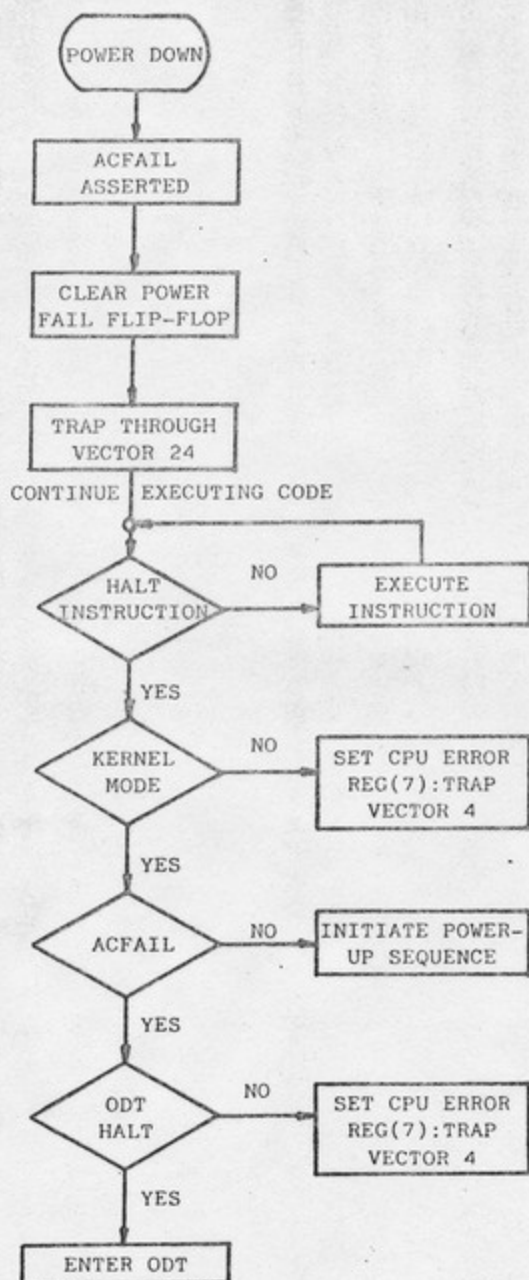 POWER DOWN
ACFAIL
ASSERTED
CLEAR POWER
FAIL FLIP-FLOP
TRAP THROUGH
VECTOR 24
CONTINUE EXECUTING CODE
HALT
INSTRUCTION
NO
EXECUTE
INSTRUCTION
YES
KERNEL
MODE
NO
SET CPU ERROR
REG(7):TRAP
VECTOR 4
YES
ACFAIL
NO
INITIATE POWER-
UP SEQUENCE
YES
ODT
HALT
NO
SET CPU ERROR
REG(7):TRAP
VECTOR 4
YES
ENTER ODT